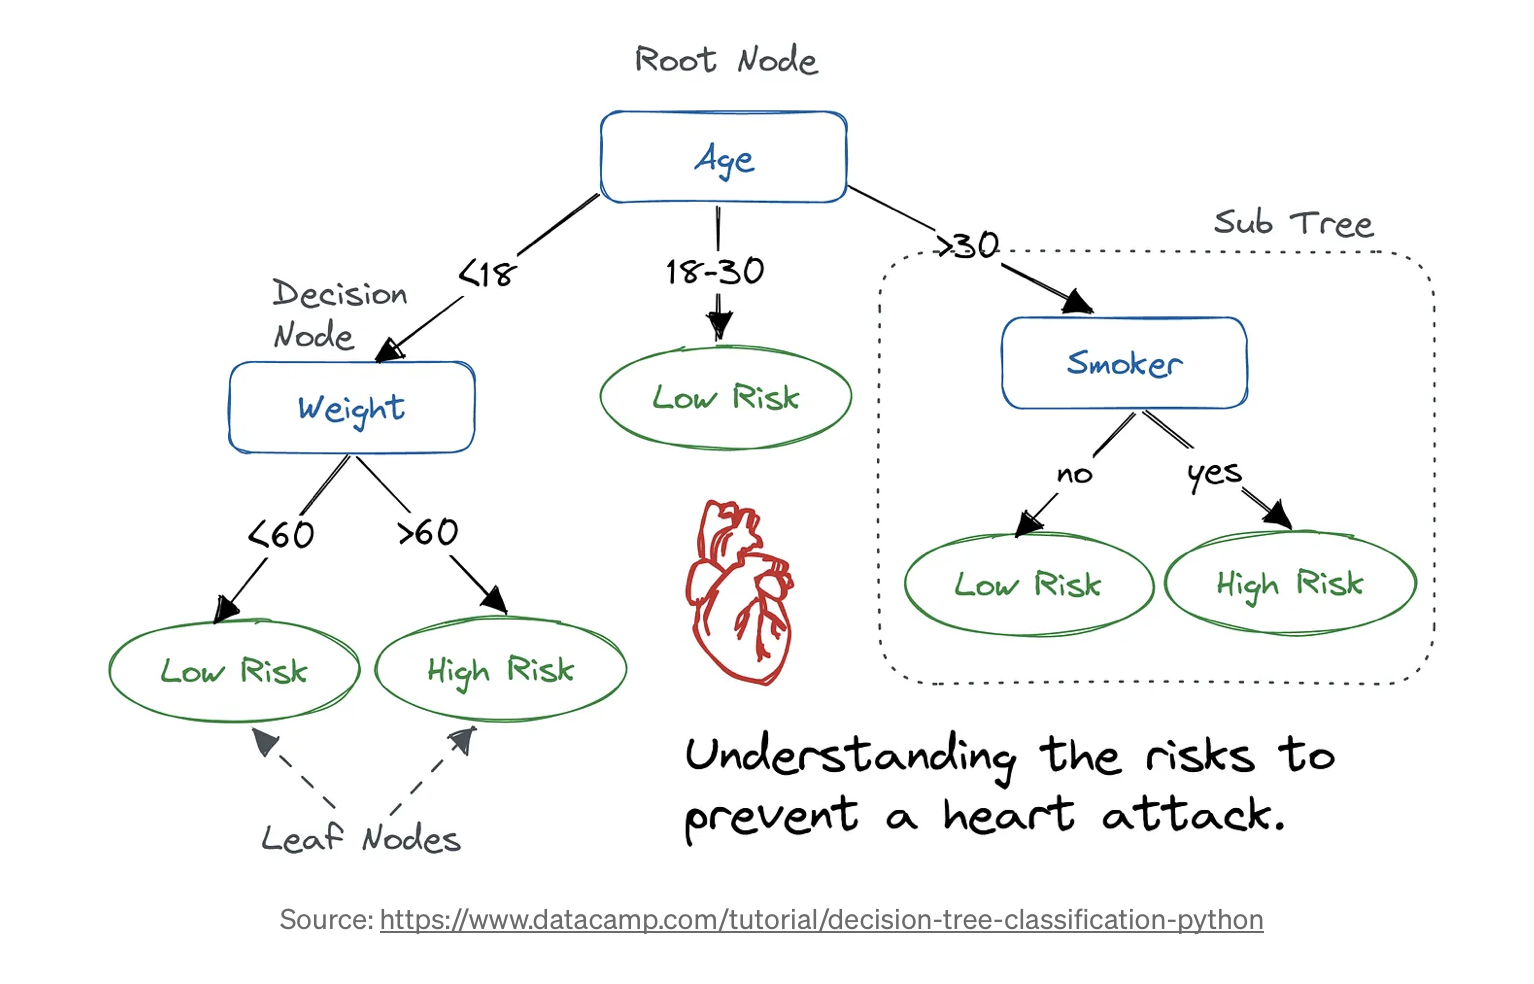 Root Node
Age
Sub Tree
>30
<18
18-30
Decision
Node
Smoker
Weight
Low Risk
no
yes
<60
>60
Low Risk
High Risk
Low Risk
High Risk
Understanding the risks to
prevent a heart attack.
Leaf Nodes
Source: https://www.datacamp.com/tutorial/decision-tree-classification-python